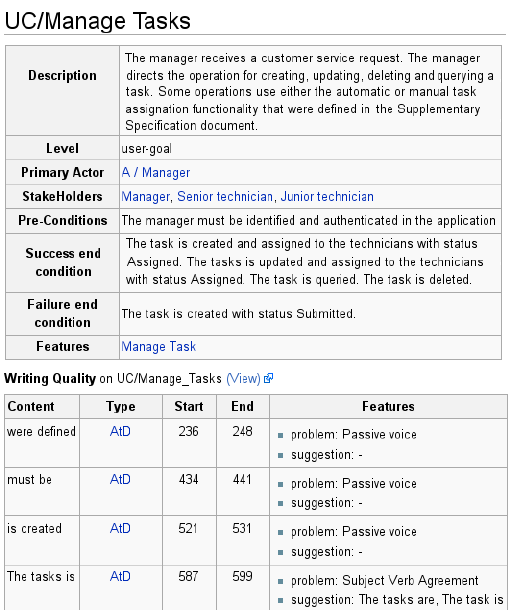 UC/Manage Tasks
Description
The manager receives a customer service request. The manager
directs the operation for creating, updating, deleting and querying a
task. Some operations use either the automatic or manual task
assignation functionality that were defined in the Supplementary
Specification document.
Level
user-goal
Primary Actor
A / Manager
StakeHolders
Manager, Senior technician, Junior technician
Pre-Conditions
The manager must be identified and authenticated in the application
Success end
condition
The task is created and assigned to the technicians with status
Assigned. The tasks is updated and assigned to the technicians
with status Assigned. The task is queried. The task is deleted.
Failure end
condition
The task is created with status Submitted.
Features
Manage Task
Writing Quality on UC/Manage_Tasks (View)
Content Type Start End Features
were defined AtD 236 248
problem: Passive voice
suggestion: -
must be AtD 434 441
problem: Passive voice
suggestion: -
is created AtD 521 531
problem: Passive voice
suggestion: -
The tasks is AtD 587 599
problem: Subject Verb Agreement
suggestion: The tasks are, The task is